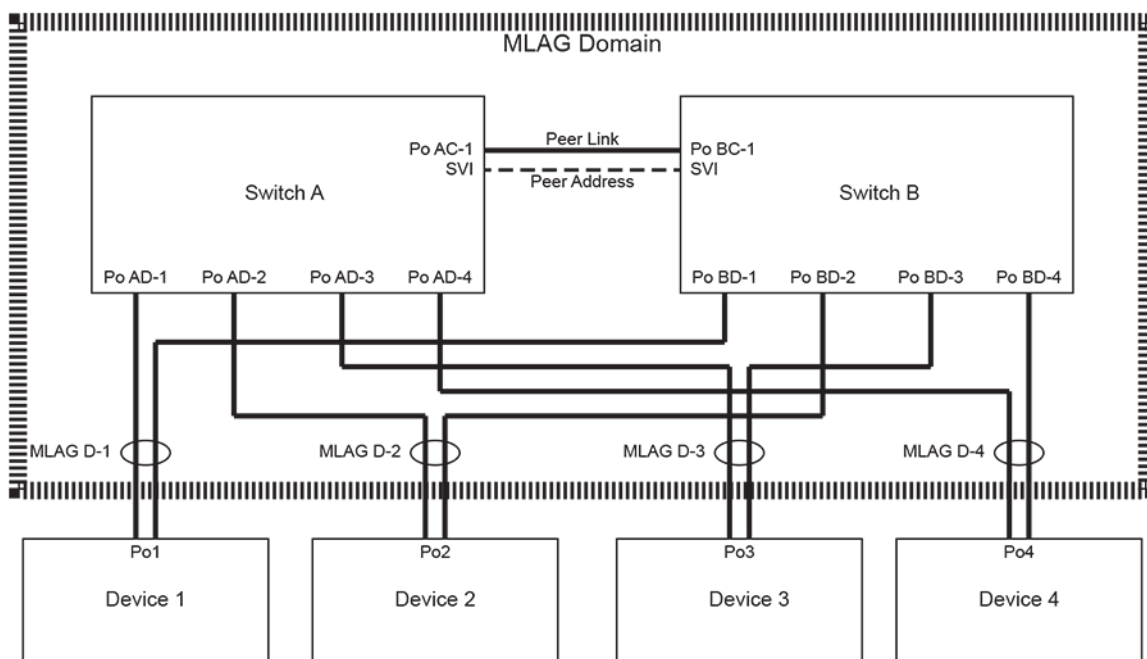 MLAG Domain
Po AC-1
Peer Link
Po BC-1
SVI
Peer Address
SVI
Switch A
Switch B
Po AD-1
Po AD-2
Po AD-3
Po AD-4
Po BD-1
Po BD-2
Po BD-3
Po BD-4
MLAG D-1
MLAG D-2
MLAG D-3
MLAG D-4
Po1
Po2
Po3
Po4
Device 1
Device 2
Device 3
Device 4